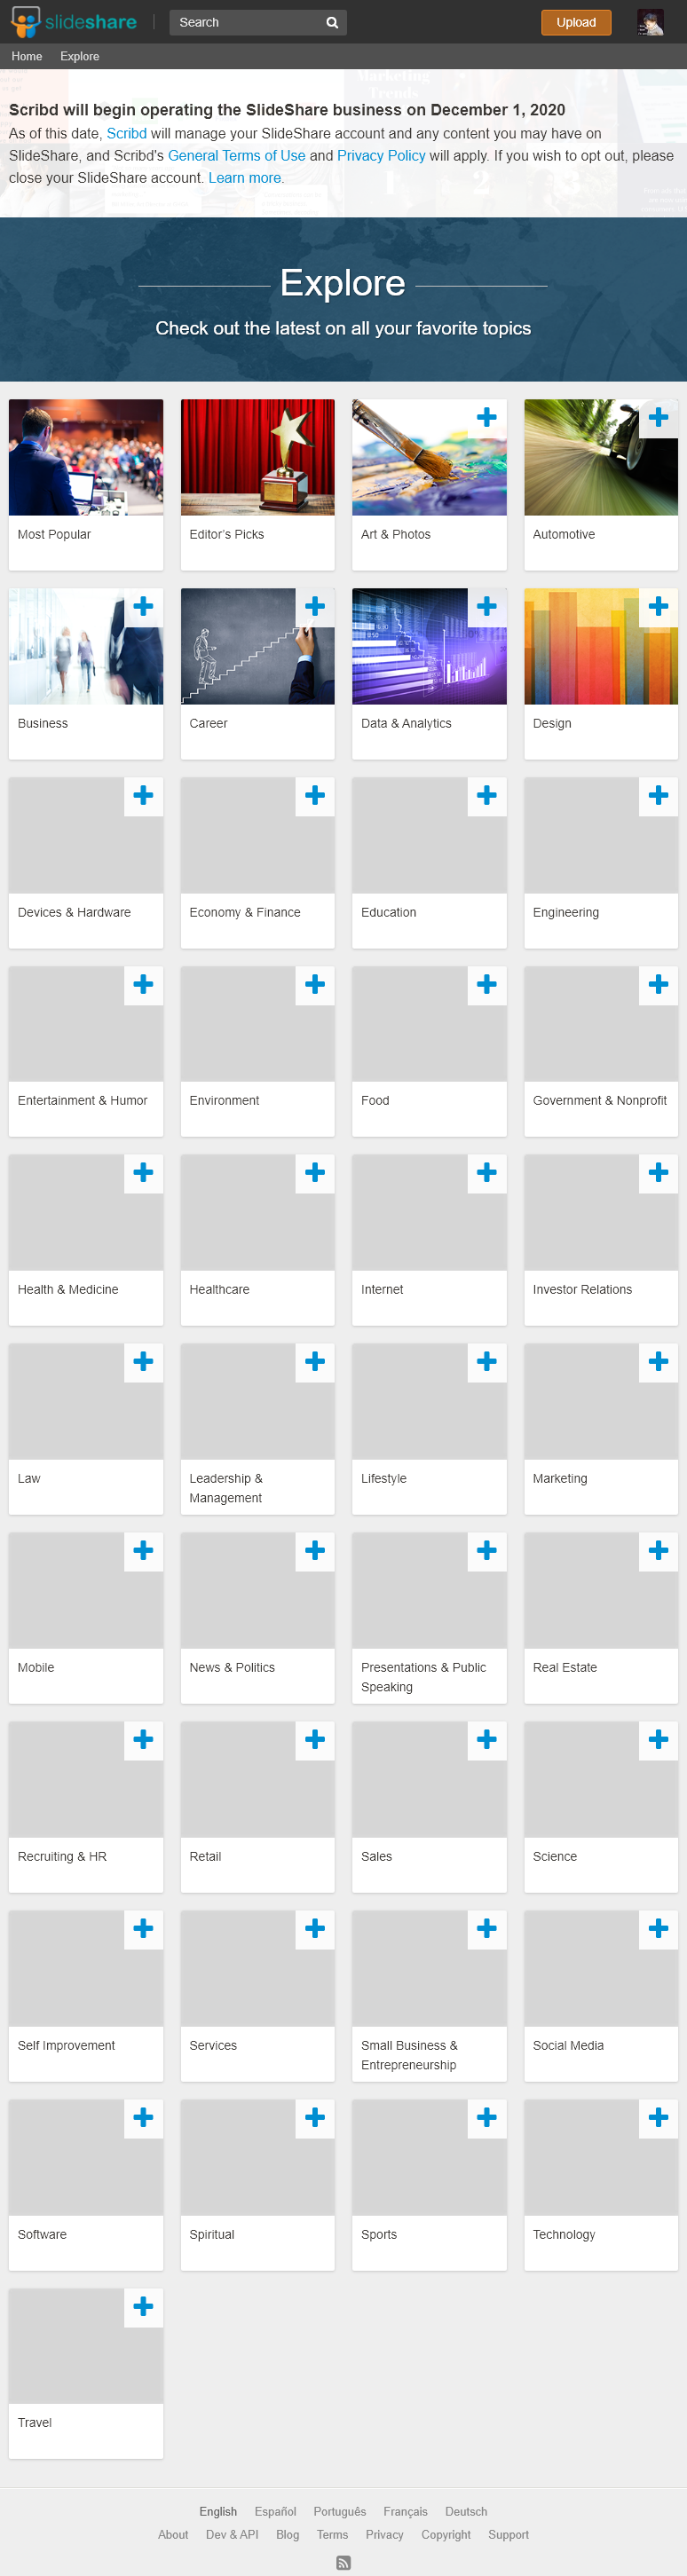 slideshare
Search
Upload
Home Explore
Marketing
Trends
Scribd will begin operating the SlideShare business on December 1, 2020
As of this date, Scribd will manage your SlideShare account and any content you may have on
SlideShare, and Scribd's General Terms of Use and Privacy Policy will apply. If you wish to opt out, please
close your SlideShare account. Learn more.
Explore
Check out the latest on all your favorite topics
Most Popular
Editor's Picks
Art & Photos
Automotive
Business
Career
Data & Analytics
Design
Devices & Hardware
Economy & Finance
Education
Engineering
Entertainment & Humor
Environment
Food
Government & Nonprofit
Health & Medicine
Healthcare
Internet
Investor Relations
Law
Leadership &
Management
Lifestyle
Marketing
Mobile
News & Politics
Presentations & Public
Speaking
Real Estate
Recruiting & HR
Retail
Sales
Science
Self Improvement
Services
Small Business &
Entrepreneurship
Social Media
Software
Spiritual
Sports
Technology
Travel
English Español Português Français Deutsch
About Dev & API Blog Terms Privacy Copyright Support